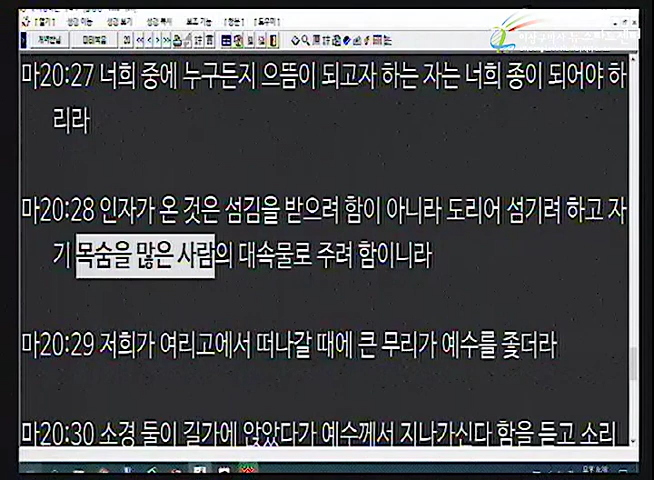 개역한글
마20:27 너희 중에 누구든지 으뜸이 되고자 하는 자는 너희 종이 되어야 하
리라
마20:28 인자가 온 것은 섬김을 받으려 함이 아니라 도리어 섬기려 하고 자
기 목숨을 많은 사람의 대속물로 주려 함이니라
마20:29 저희가 여리고에서 떠나갈 때에 큰 무리가 예수를 좇더라
마20:30 소경 둘이 길가에 앉았다가 예수께서 지나가신다 함을 듣고 소리